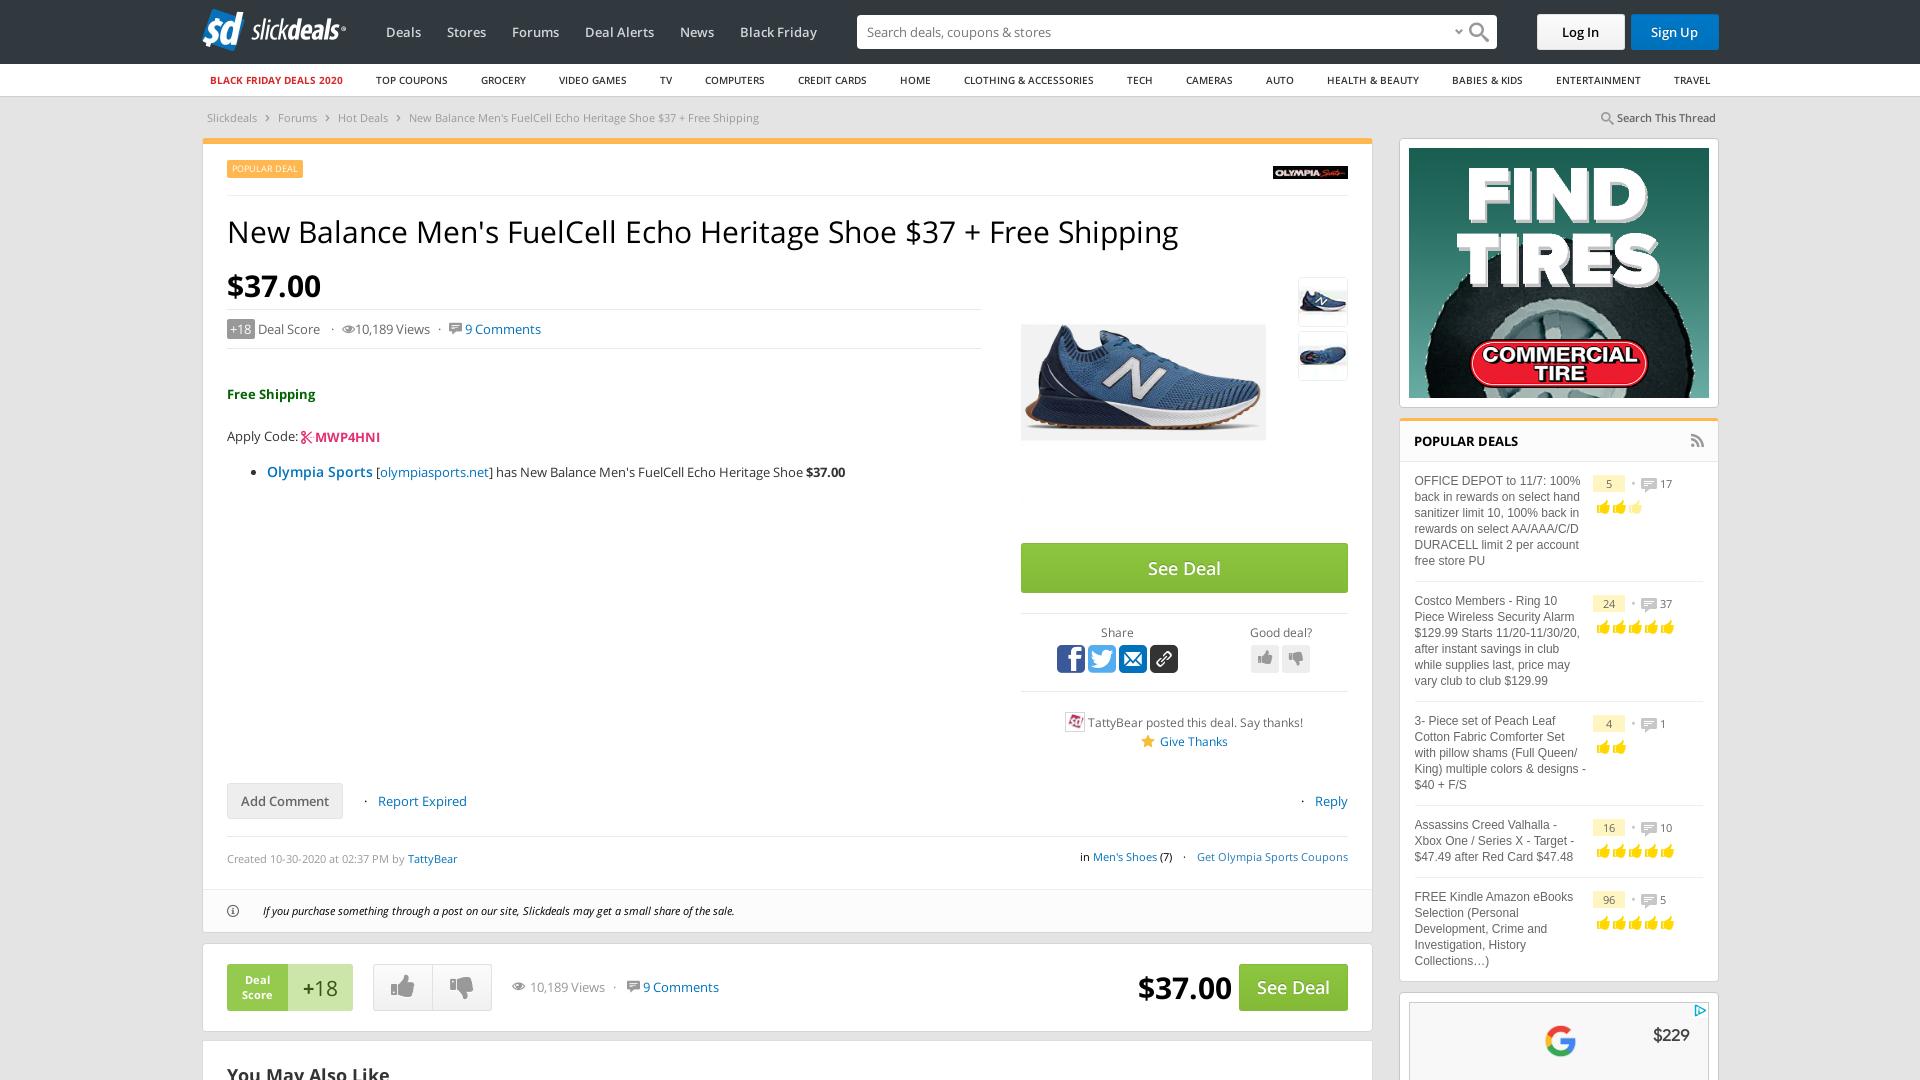 sd slickdeals
Deals Stores Forums Deal Alerts News Black Friday
Search deals, coupons & stores
Log In Sign Up
BLACK FRIDAY DEALS 2020 TOP COUPONS GROCERY VIDEO GAMES TV COMPUTERS CREDIT CARDS HOME CLOTHING & ACCESSORIES TECH CAMERAS AUTO HEALTH & BEAUTY BABIES & KIDS ENTERTAINMENT TRAVEL
Slickdeals › Forums › Hot Deals › New Balance Men's FuelCell Echo Heritage Shoe $37 + Free Shipping
Search This Thread
POPULAR DEAL
OLYMPIA Sports
New Balance Men's FuelCell Echo Heritage Shoe $37 + Free Shipping
$37.00
+18 Deal Score · 10,189 Views · 9 Comments
Free Shipping
Apply Code: MWP4HNI
• Olympia Sports [olympiasports.net] has New Balance Men's FuelCell Echo Heritage Shoe $37.00
N
See Deal
Share Good deal?
TattyBear posted this deal. Say thanks!
Give Thanks
Add Comment · Report Expired
· Reply
Created 10-30-2020 at 02:37 PM by TattyBear
in Men's Shoes (7) · Get Olympia Sports Coupons
If you purchase something through a post on our site, Slickdeals may get a small share of the sale.
Deal
Score
+18
10,189 Views · 9 Comments
$37.00 See Deal
You May Also Like
FIND
TIRES
COMMERCIAL
TIRE
POPULAR DEALS
OFFICE DEPOT to 11/7: 100%
back in rewards on select hand
sanitizer limit 10, 100% back in
rewards on select AA/AAA/C/D
DURACELL limit 2 per account
free store PU
5 • 17
Costco Members - Ring 10
Piece Wireless Security Alarm
$129.99 Starts 11/20-11/30/20,
after instant savings in club
while supplies last, price may
vary club to club $129.99
24 • 37
3- Piece set of Peach Leaf
Cotton Fabric Comforter Set
with pillow shams (Full Queen/
King) multiple colors & designs -
$40 + F/S
4 • 1
Assassins Creed Valhalla -
Xbox One / Series X - Target -
$47.49 after Red Card $47.48
16 • 10
FREE Kindle Amazon eBooks
Selection (Personal
Development, Crime and
Investigation, History
Collections…)
96 • 5
G
$229